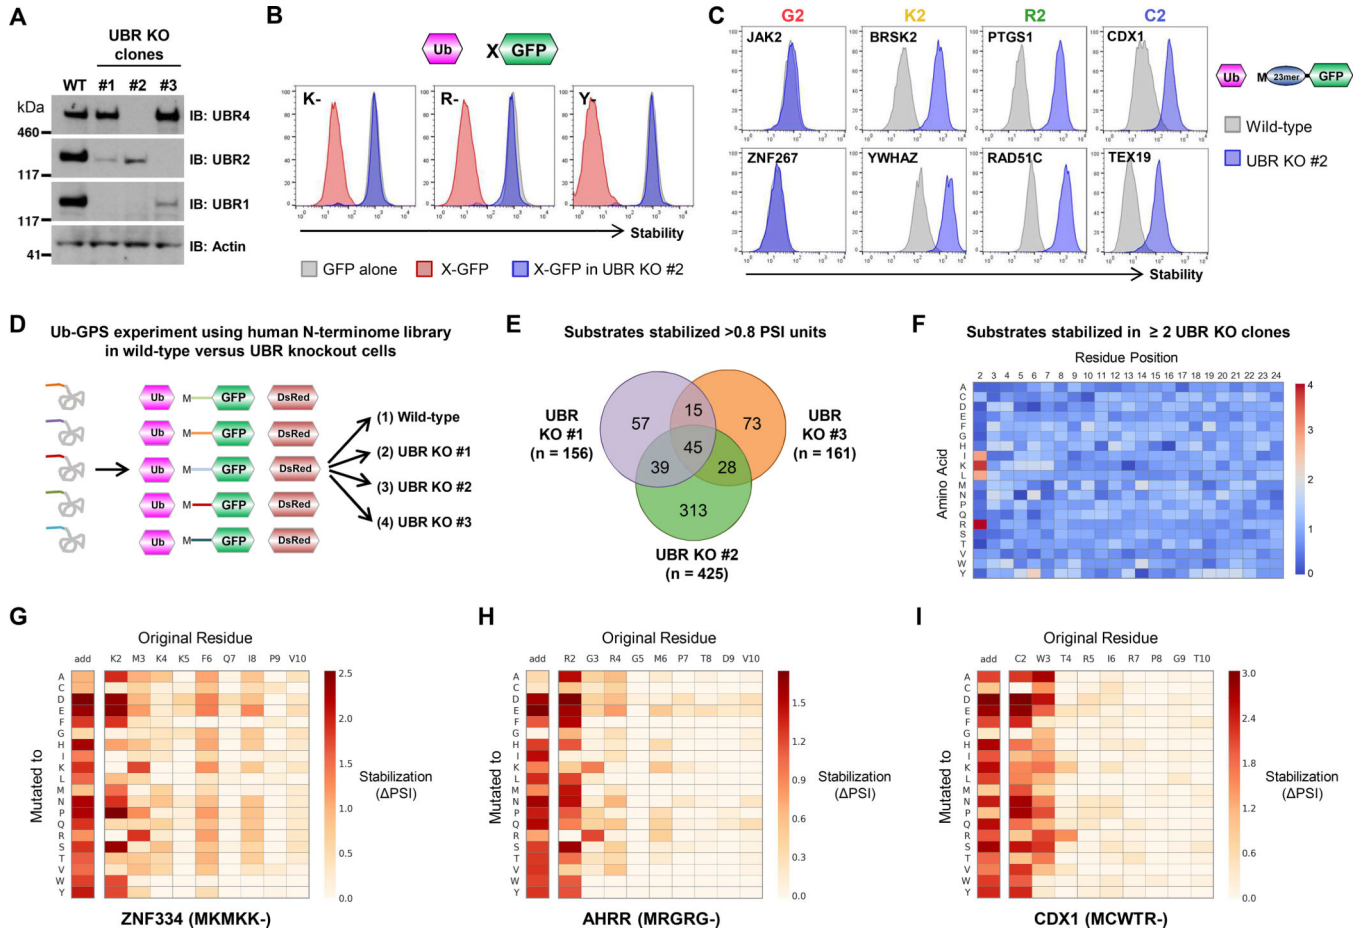 A
UBR KO
clones
WT #1 #2 #3
kDa
460
117
117
41
IB: UBR4
IB: UBR2
IB: UBR1
IB: Actin
B
Ub
X GFP
K-
R-
Y-
Stability
GFP alone
X-GFP
X-GFP in UBR KO #2
C
G2 K2 R2 C2
JAK2 BRSK2 PTGS1 CDX1
ZNF267 YWHAZ RAD51C TEX19
Stability
Ub M 23mer GFP
Wild-type
UBR KO #2
D
Ub-GPS experiment using human N-terminome library
in wild-type versus UBR knockout cells
Ub M GFP DsRed
Ub M GFP DsRed
Ub M GFP DsRed
Ub M GFP DsRed
Ub M GFP DsRed
(1) Wild-type
(2) UBR KO #1
(3) UBR KO #2
(4) UBR KO #3
E
Substrates stabilized >0.8 PSI units
UBR
KO #1
(n = 156)
57
15
73
45
39
28
313
UBR
KO #3
(n = 161)
UBR KO #2
(n = 425)
F
Substrates stabilized in ≥ 2 UBR KO clones
Residue Position
2 3 4 5 6 7 8 9 10 11 12 13 14 15 16 17 18 19 20 21 22 23 24
Amino Acid
A
C
D
E
F
G
H
I
K
L
M
N
P
Q
R
S
T
V
W
Y
4
3
2
1
0
G
Original Residue
add K2 M3 K4 K5 F6 Q7 I8 P9 V10
Mutated to
A
C
D
E
F
G
H
I
K
L
M
N
P
Q
R
S
T
V
W
Y
2.5
2.0
1.5
1.0
0.5
0.0
Stabilization
(ΔPSI)
ZNF334 (MKMKK-)
H
Original Residue
add R2 G3 R4 G5 M6 P7 T8 D9 V10
Mutated to
A
C
D
E
F
G
H
I
K
L
M
N
P
Q
R
S
T
V
W
Y
1.5
1.2
0.9
0.6
0.3
0.0
Stabilization
(ΔPSI)
AHRR (MRGRG-)
I
Original Residue
add C2 W3 T4 R5 I6 R7 P8 G9 T10
Mutated to
A
C
D
E
F
G
H
I
K
L
M
N
P
Q
R
S
T
V
W
Y
3.0
2.4
1.8
1.2
0.6
0.0
Stabilization
(ΔPSI)
CDX1 (MCWTR-)